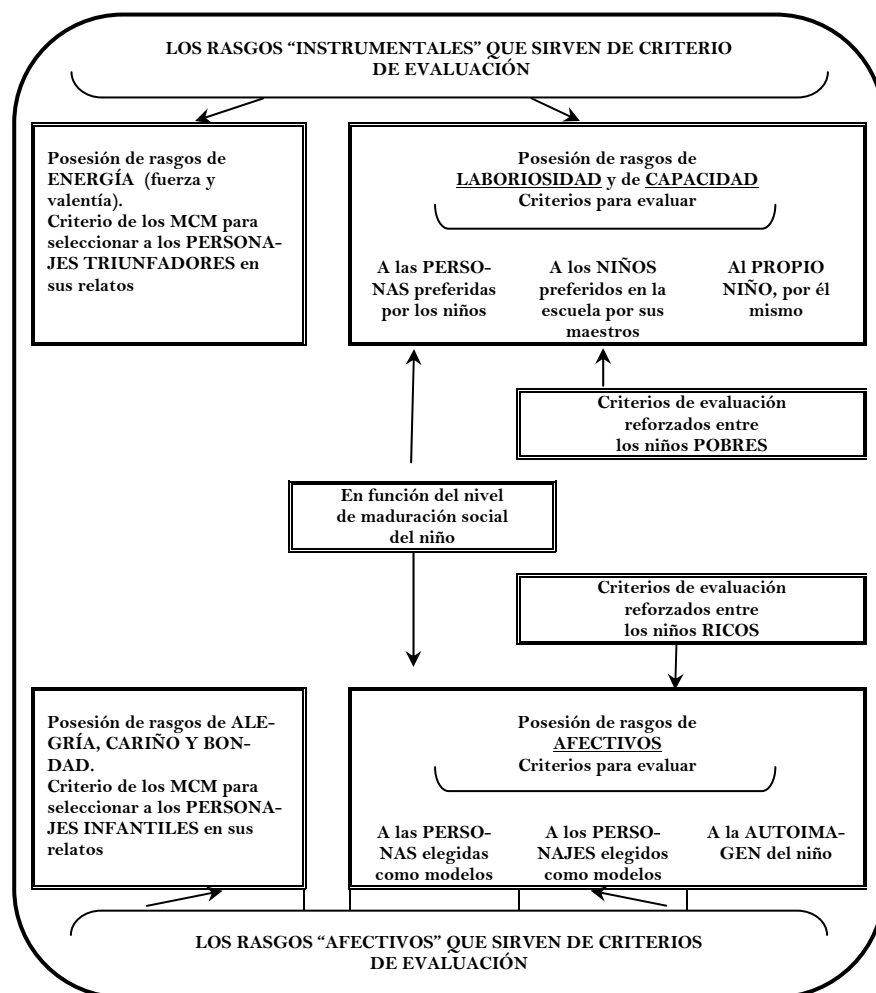 LOS RASGOS “INSTRUMENTALES” QUE SIRVEN DE CRITERIO
DE EVALUACIÓN
Posesión de rasgos de
ENERGÍA (fuerza y
valentía).
Criterio de los MCM para
seleccionar a los PERSONA-
JES TRIUNFADORES en
sus relatos
Posesión de rasgos de
LABORIOSIDAD y de CAPACIDAD
Criterios para evaluar
A las PERSO-
NAS preferidas
por los niños
A los NIÑOS
preferidos en la
escuela por sus
maestros
Al PROPIO
NIÑO, por él
mismo
Criterios de evaluación
reforzados entre
los niños POBRES
En función del nivel
de maduración social
del niño
Criterios de evaluación
reforzados entre
los niños RICOS
Posesión de rasgos de ALE-
GRÍA, CARIÑO Y BON-
DAD.
Criterio de los MCM para
seleccionar a los PERSONA-
JES INFANTILES en sus
relatos
Posesión de rasgos de
AFECTIVOS
Criterios para evaluar
A las PERSO-
NAS elegidas
como modelos
A los PERSO-
NAJES elegidos
como modelos
A la AUTOIMA-
GEN del niño
LOS RASGOS “AFECTIVOS” QUE SIRVEN DE CRITERIOS
DE EVALUACIÓN